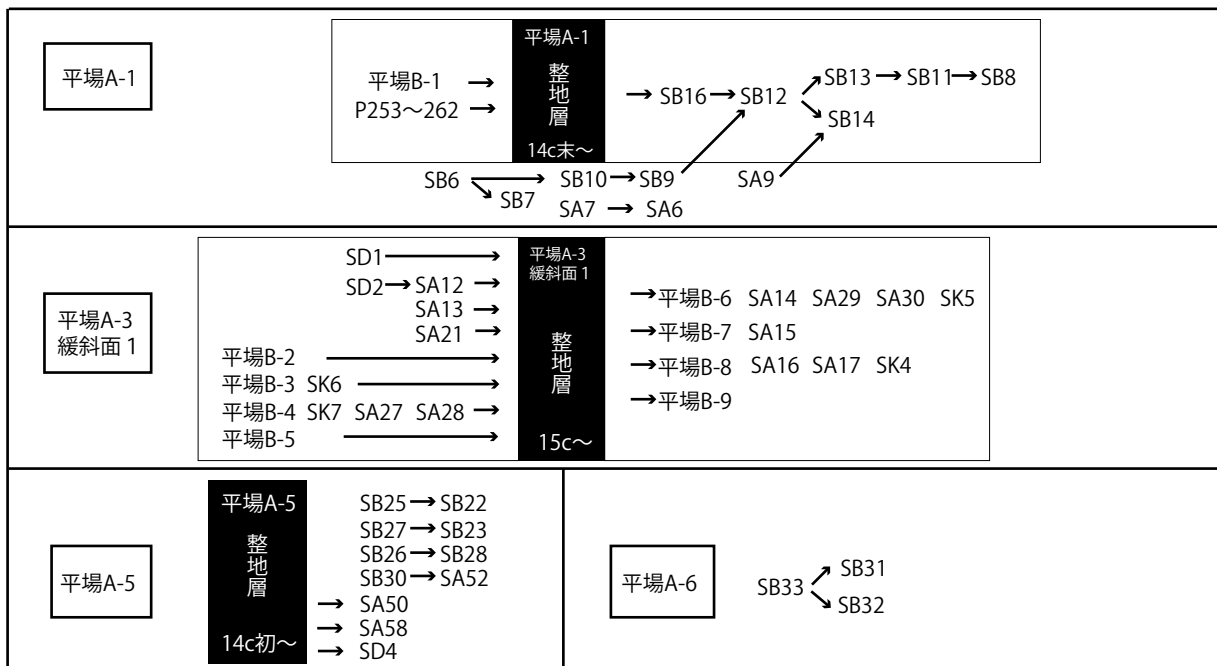 平場A-1
平場B-1 →
P253〜262 →
平場A-1
整地層
14c末〜
→ SB16 → SB12
SB13 → SB11 → SB8
SB14
SB6
SB7
SB10 → SB9
SA7 → SA6
SA9
平場A-3
緩斜面1
SD1 →
SD2 → SA12 →
SA13 →
SA21 →
平場B-2 →
平場B-3 SK6 →
平場B-4 SK7 SA27 SA28 →
平場B-5 →
平場A-3
緩斜面1
整地層
15c〜
→平場B-6 SA14 SA29 SA30 SK5
→平場B-7 SA15
→平場B-8 SA16 SA17 SK4
→平場B-9
平場A-5
平場A-5
整地層
14c初〜
SB25 → SB22
SB27 → SB23
SB26 → SB28
SB30 → SA52
→ SA50
→ SA58
→ SD4
平場A-6
SB33
SB31
SB32